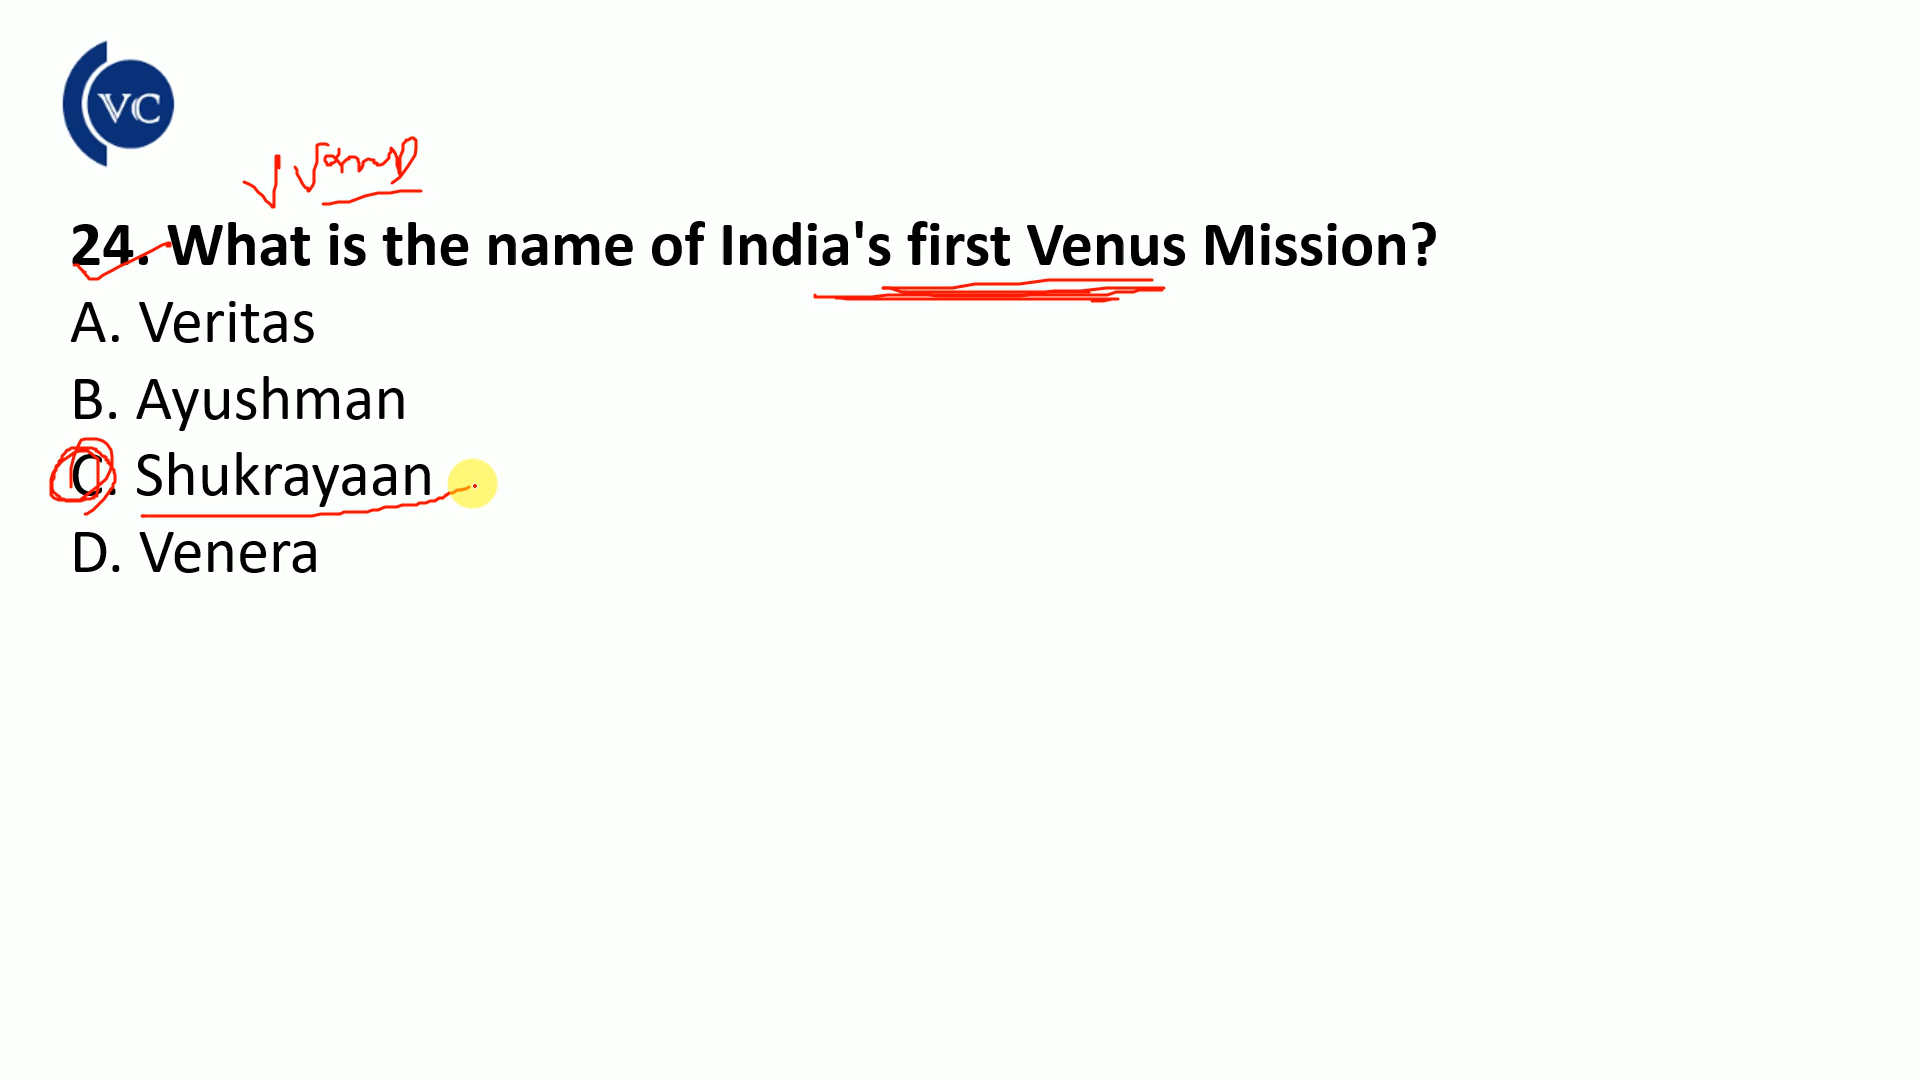 VC
24. What is the name of India's first Venus Mission?
A. Veritas
B. Ayushman
C. Shukrayaan
D. Venera